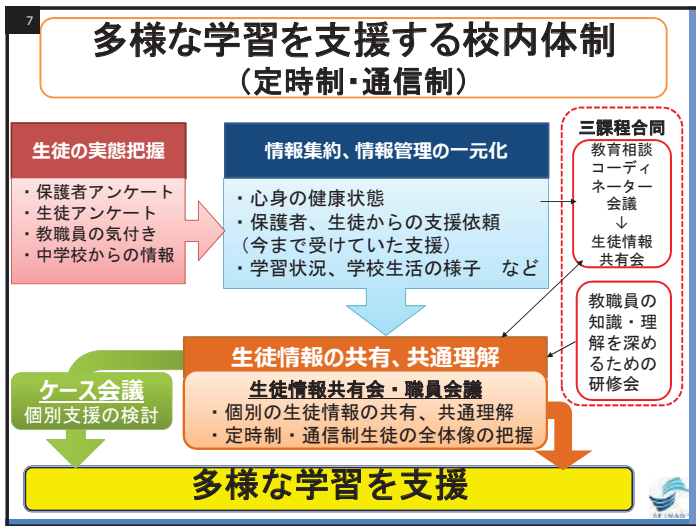 7
多様な学習を支援する校内体制
（定時制・通信制）
生徒の実態把握
・保護者アンケート
・生徒アンケート
・教職員の気付き
・中学校からの情報
情報集約、情報管理の一元化
・心身の健康状態
・保護者、生徒からの支援依頼
（今まで受けていた支援）
・学習状況、学校生活の様子　など
三課程合同
教育相談
コーディ
ネーター
会議
↓
生徒情報
共有会
教職員の
知識・理
解を深め
るための
研修会
生徒情報の共有、共通理解
生徒情報共有会・職員会議
・個別の生徒情報の共有、共通理解
・定時制・通信制生徒の全体像の把握
ケース会議
個別支援の検討
多様な学習を支援